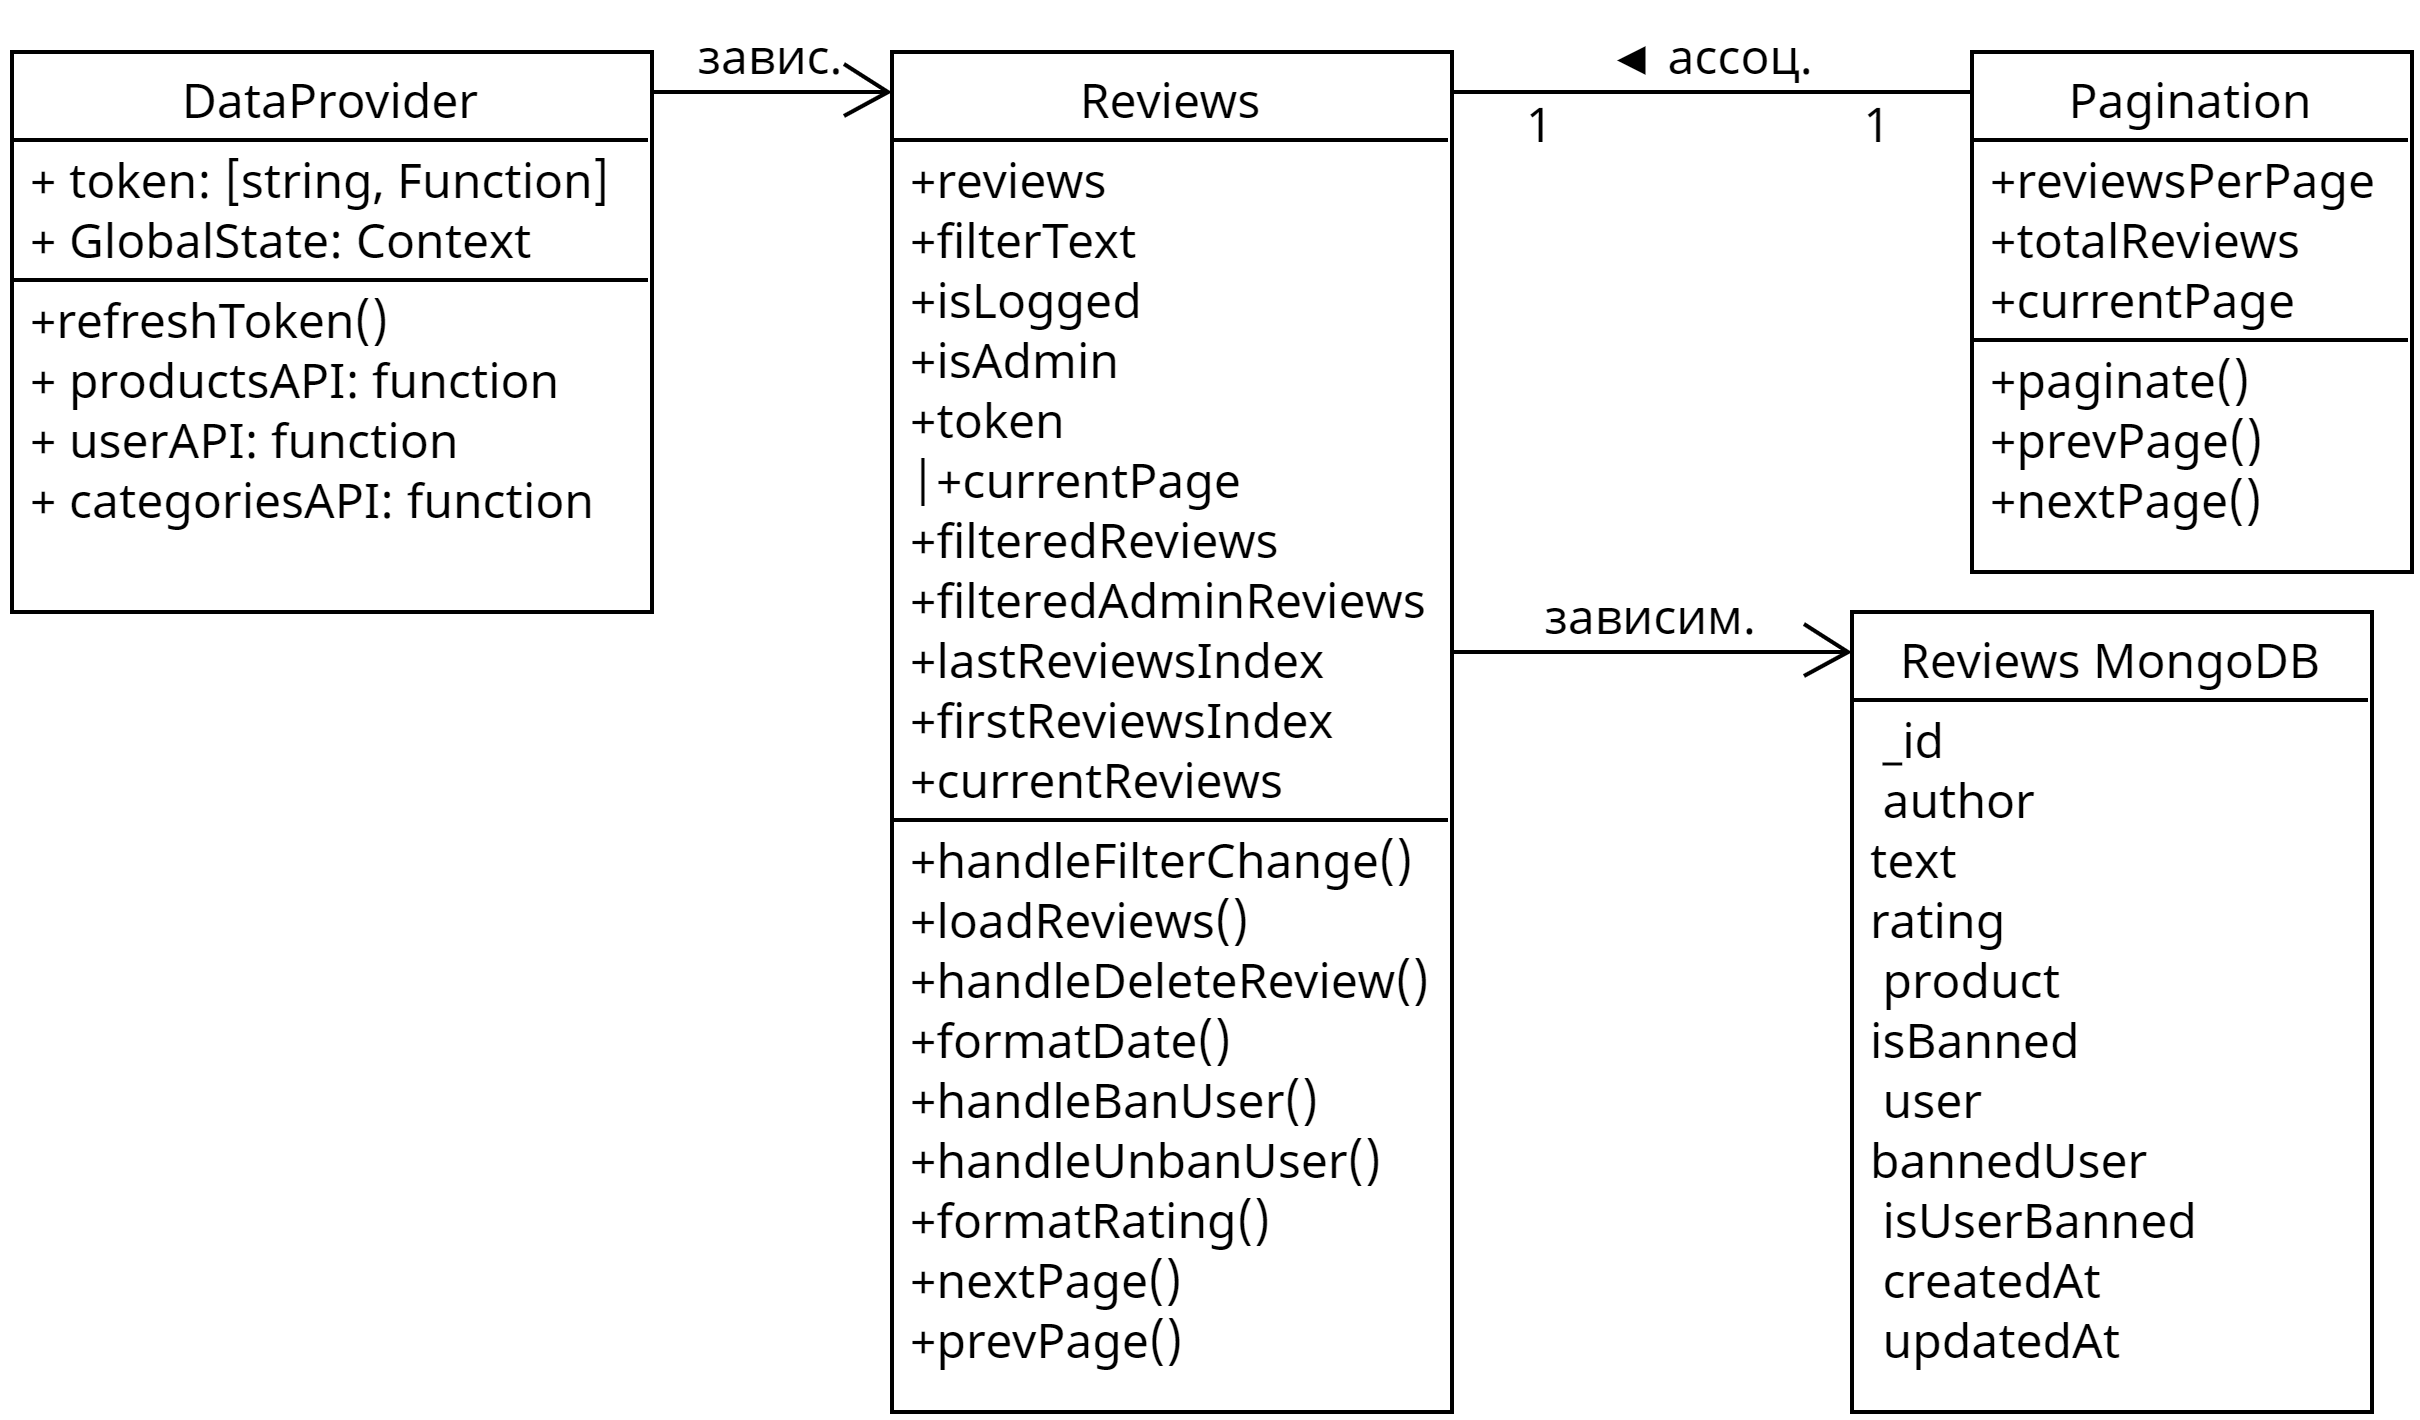 завис.
DataProvider
+ token: [string, Function]
+ GlobalState: Context
+refreshToken()
+ productsAPI: function
+ userAPI: function
+ categoriesAPI: function
Reviews
+reviews
+filterText
+isLogged
+isAdmin
+token
|+currentPage
+filteredReviews
+filteredAdminReviews
+lastReviewsIndex
+firstReviewsIndex
+currentReviews
+handleFilterChange()
+loadReviews()
+handleDeleteReview()
+formatDate()
+handleBanUser()
+handleUnbanUser()
+formatRating()
+nextPage()
+prevPage()
◄ ассоц.
1
1
Pagination
+reviewsPerPage
+totalReviews
+currentPage
+paginate()
+prevPage()
+nextPage()
зависим.
Reviews MongoDB
_id
author
text
rating
product
isBanned
user
bannedUser
isUserBanned
createdAt
updatedAt